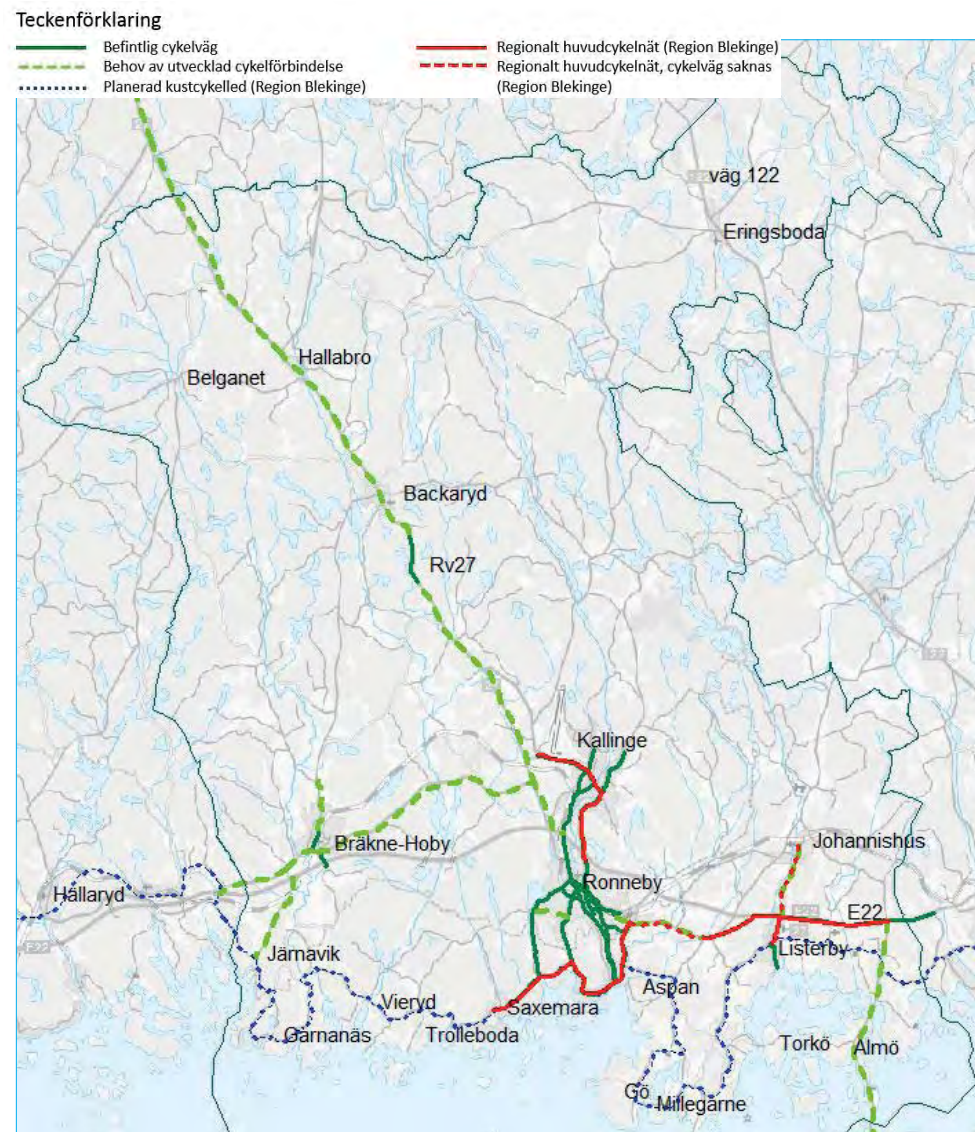 Teckenförklaring
Befintlig cykelväg
Behov av utvecklad cykelförbindelse
Planerad kustcykelled (Region Blekinge)
Regionalt huvudcykelnät (Region Blekinge)
Regionalt huvudcykelnät, cykelväg saknas
(Region Blekinge)
väg 122
Eringsboda
Hallabro
Belganet
Backaryd
Rv27
Kallinge
Bräkne-Hoby
Johannishus
Ronneby
Hällaryd
E22
E22
Listerby
Järnavik
Aspan
Vieryd
Saxemara
Garnanäs
Trolleboda
Torkö
Almö
Gö
Millegarne